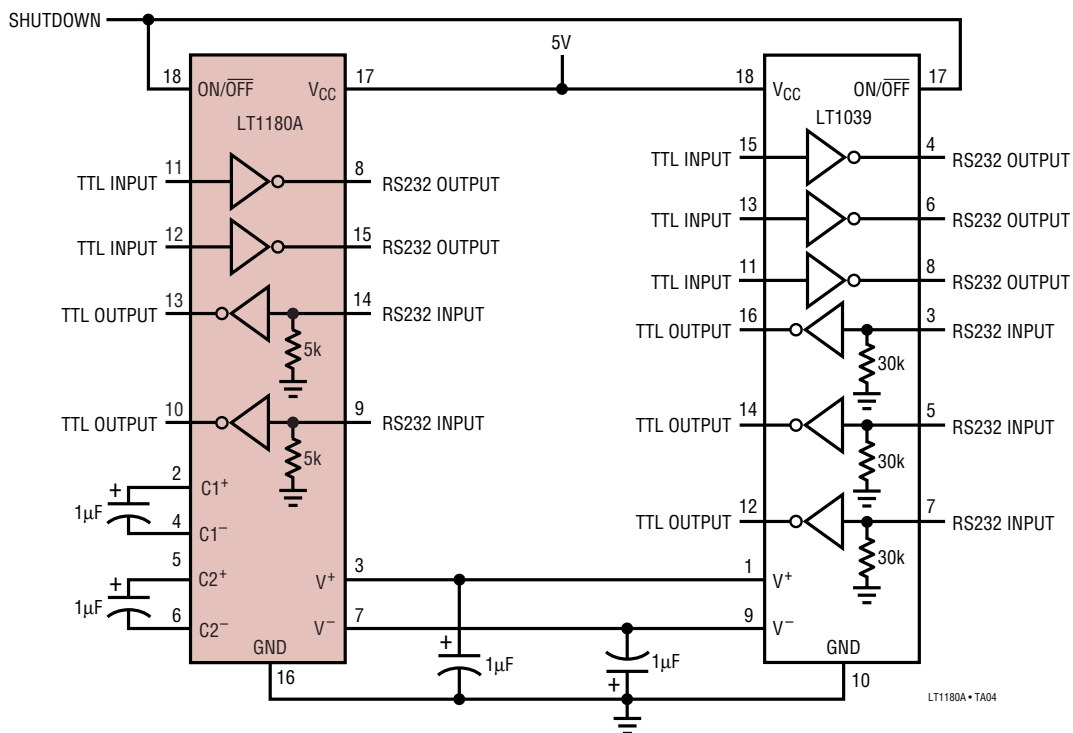 SHUTDOWN
5V
18 ON/OFF VCC 17
18 VCC ON/OFF 17
LT1180A
LT1039
TTL INPUT 11 8 RS232 OUTPUT
TTL INPUT 12 15 RS232 OUTPUT
TTL OUTPUT 13 14 RS232 INPUT
5k
TTL OUTPUT 10 9 RS232 INPUT
5k
2 C1+
+ 1µF
4 C1−
5 C2+
+ 1µF
6 C2−
V+ 3
V− 7
GND
16
+ 1µF
1µF +
TTL INPUT 15 4 RS232 OUTPUT
TTL INPUT 13 6 RS232 OUTPUT
TTL INPUT 11 8 RS232 OUTPUT
TTL OUTPUT 16 3 RS232 INPUT
30k
TTL OUTPUT 14 5 RS232 INPUT
30k
TTL OUTPUT 12 7 RS232 INPUT
30k
1 V+
9 V−
GND
10
LT1180A • TA04